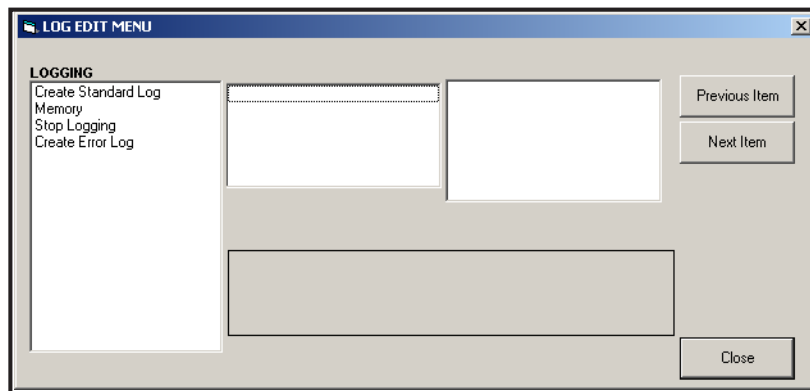 LOG EDIT MENU
LOGGING
Create Standard Log
Memory
Stop Logging
Create Error Log
Previous Item
Next Item
Close